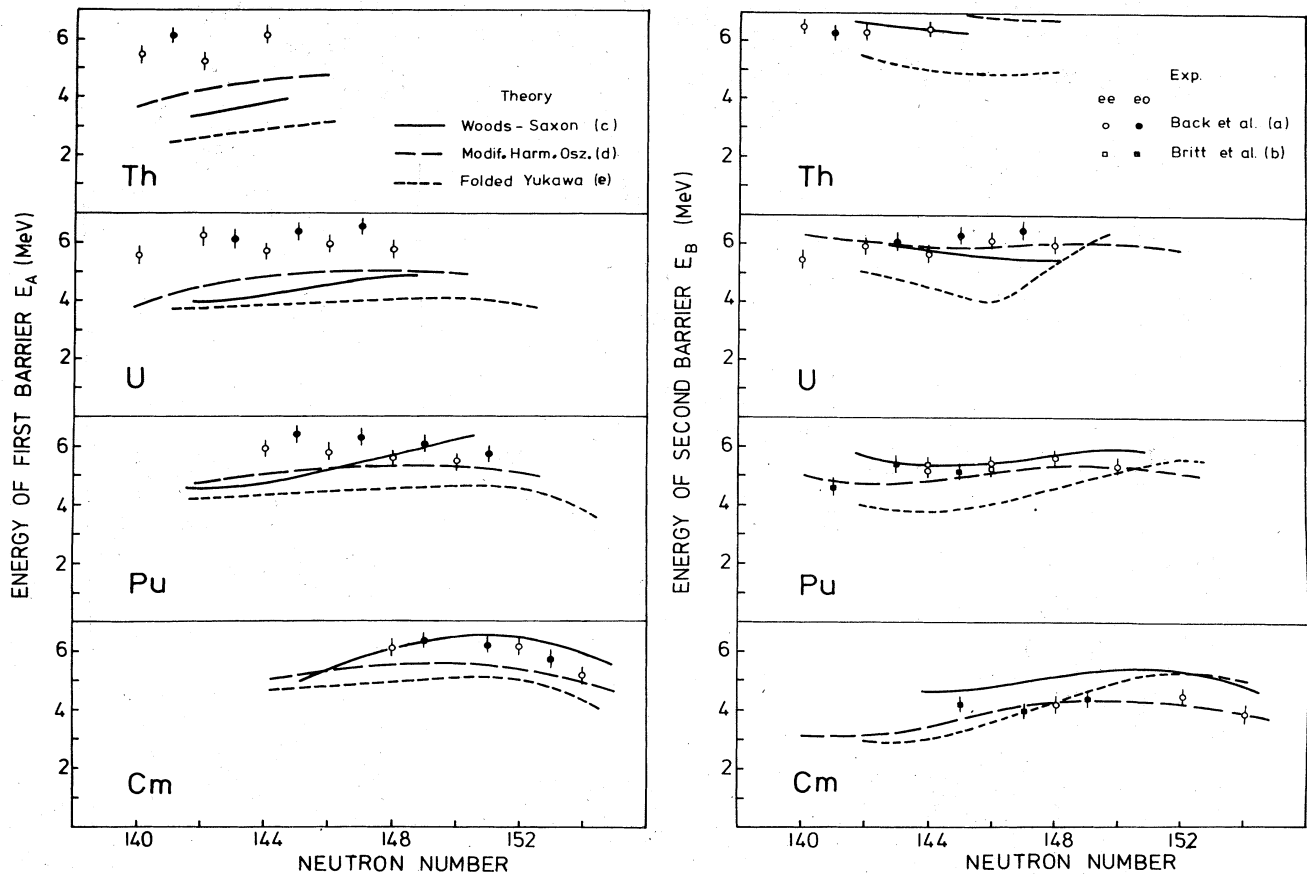 ENERGY OF FIRST BARRIER E_A (MeV)
6
4
2
Th
Theory
Woods - Saxon (c)
Modif. Harm. Osz. (d)
Folded Yukawa (e)
6
4
2
U
6
4
2
Pu
6
4
2
Cm
140 144 148 152
NEUTRON NUMBER
ENERGY OF SECOND BARRIER E_B (MeV)
6
4
2
Th
Exp.
ee eo
Back et al. (a)
Britt et al. (b)
6
4
2
U
6
4
2
Pu
6
4
2
Cm
140 144 148 152
NEUTRON NUMBER